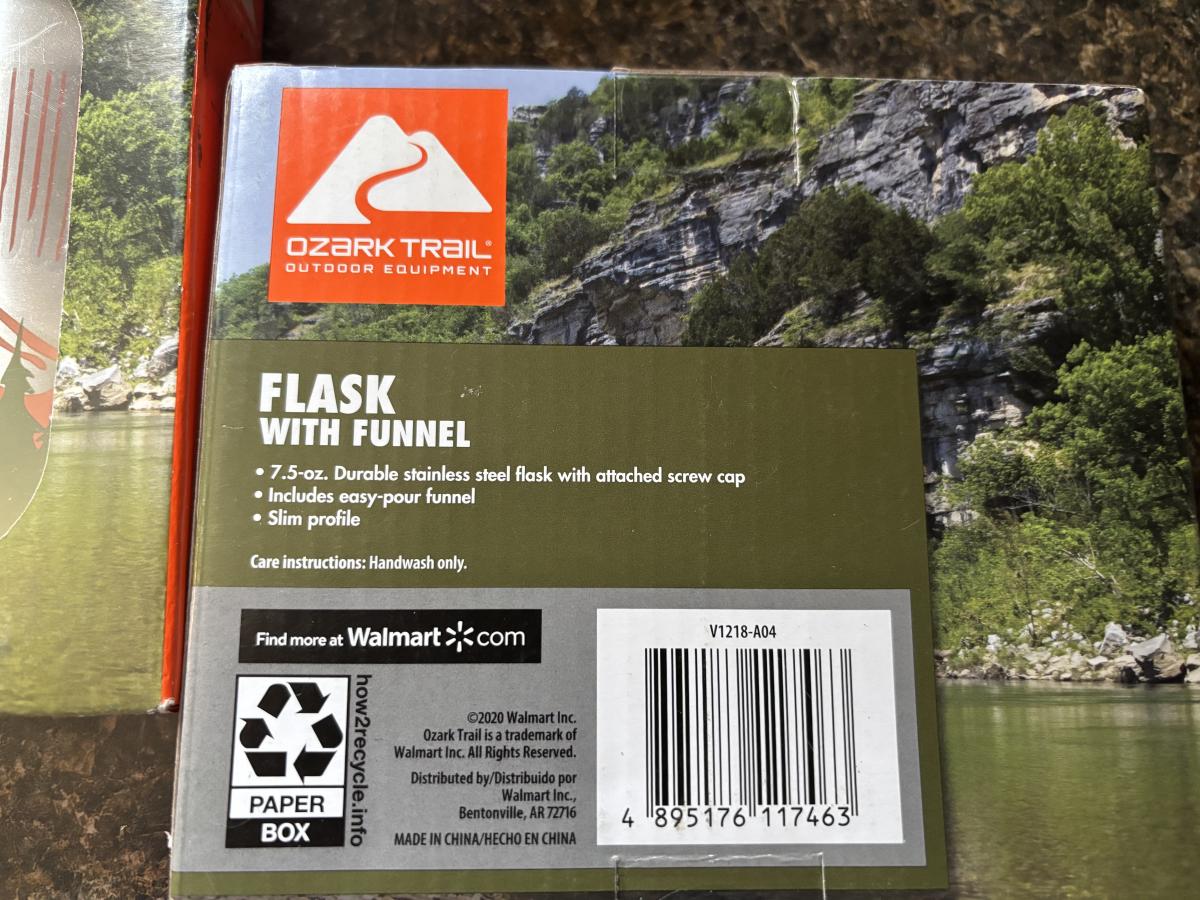 OZARK TRAIL®
OUTDOOR EQUIPMENT
FLASK
WITH FUNNEL
• 7.5-oz. Durable stainless steel flask with attached screw cap
• Includes easy-pour funnel
• Slim profile
Care instructions: Handwash only.
Find more at Walmart com
PAPER
BOX
how2recycle.info
©2020 Walmart Inc.
Ozark Trail is a trademark of
Walmart Inc. All Rights Reserved.
Distributed by/Distribuido por
Walmart Inc.,
Bentonville, AR 72716
MADE IN CHINA/HECHO EN CHINA
V1218-A04
4 895176 117463